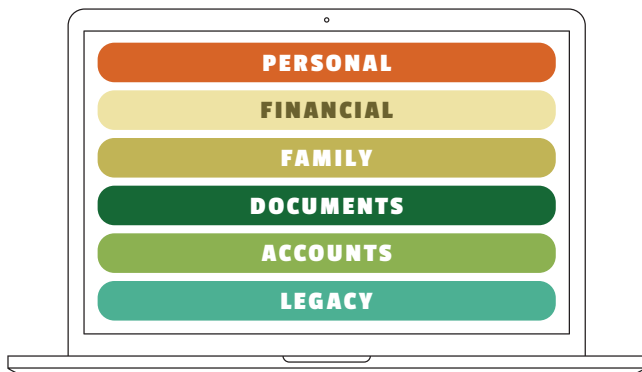 PERSONAL
FINANCIAL
FAMILY
DOCUMENTS
ACCOUNTS
LEGACY